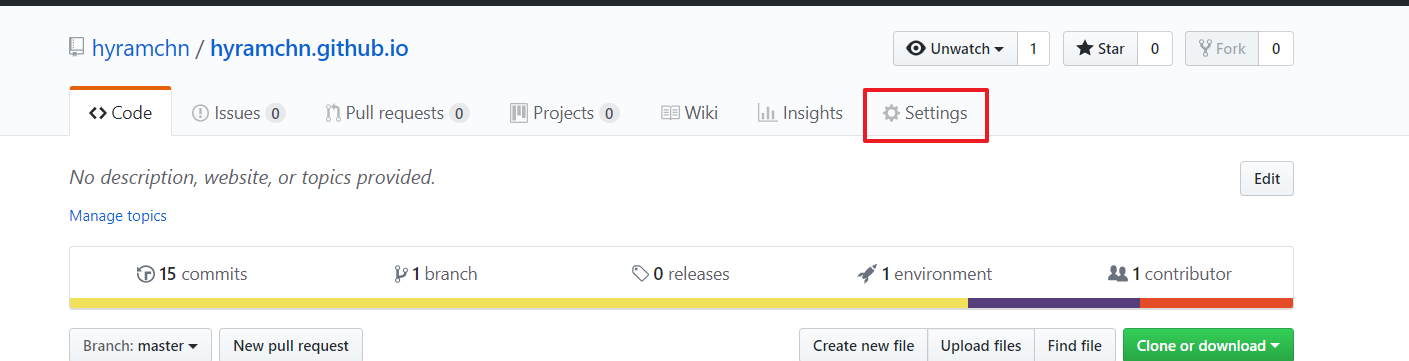 hyramchn / hyramchn.github.io
Unwatch 1 Star 0 Fork 0
Code Issues 0 Pull requests 0 Projects 0 Wiki Insights Settings
No description, website, or topics provided. Edit
Manage topics
15 commits 1 branch 0 releases 1 environment 1 contributor
Branch: master New pull request Create new file Upload files Find file Clone or download